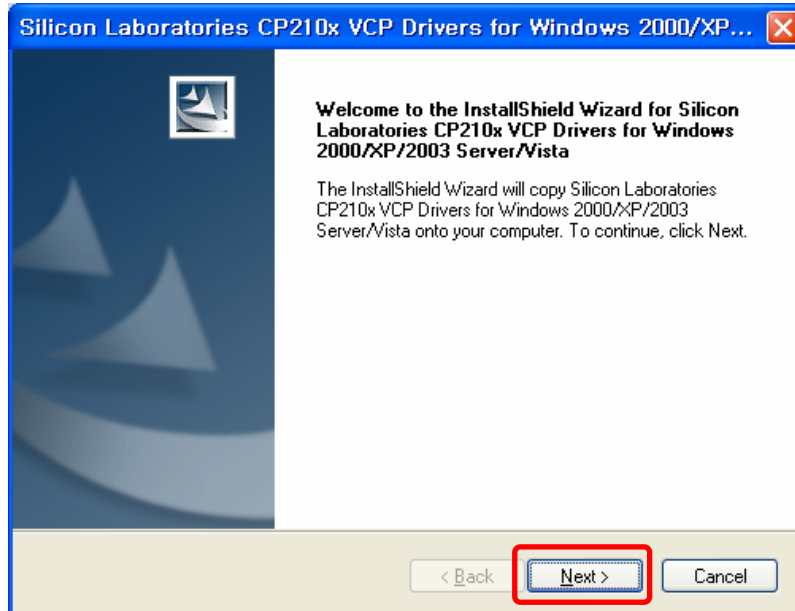 Silicon Laboratories CP210x VCP Drivers for Windows 2000/XP...
Welcome to the InstallShield Wizard for Silicon
Laboratories CP210x VCP Drivers for Windows
2000/XP/2003 Server/Vista
The InstallShield Wizard will copy Silicon Laboratories
CP210x VCP Drivers for Windows 2000/XP/2003
Server/Vista onto your computer. To continue, click Next.
< Back
Next >
Cancel